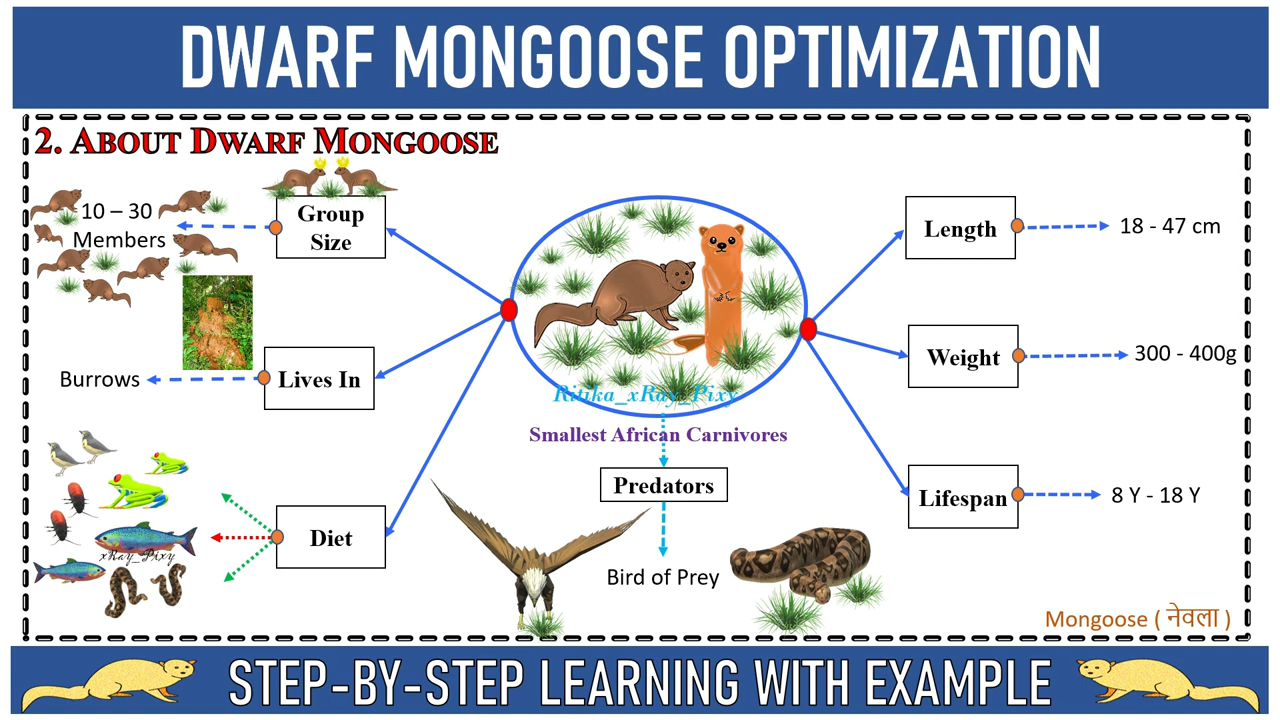 DWARF MONGOOSE OPTIMIZATION
2. ABOUT DWARF MONGOOSE
10 – 30
Members
Group
Size
Burrows
Lives In
Diet
xRay_Pixy
Ritika_xRay_Pixy
Smallest African Carnivores
Predators
Bird of Prey
Length
18 - 47 cm
Weight
300 - 400g
Lifespan
8 Y - 18 Y
Mongoose ( नेवला )
STEP-BY-STEP LEARNING WITH EXAMPLE